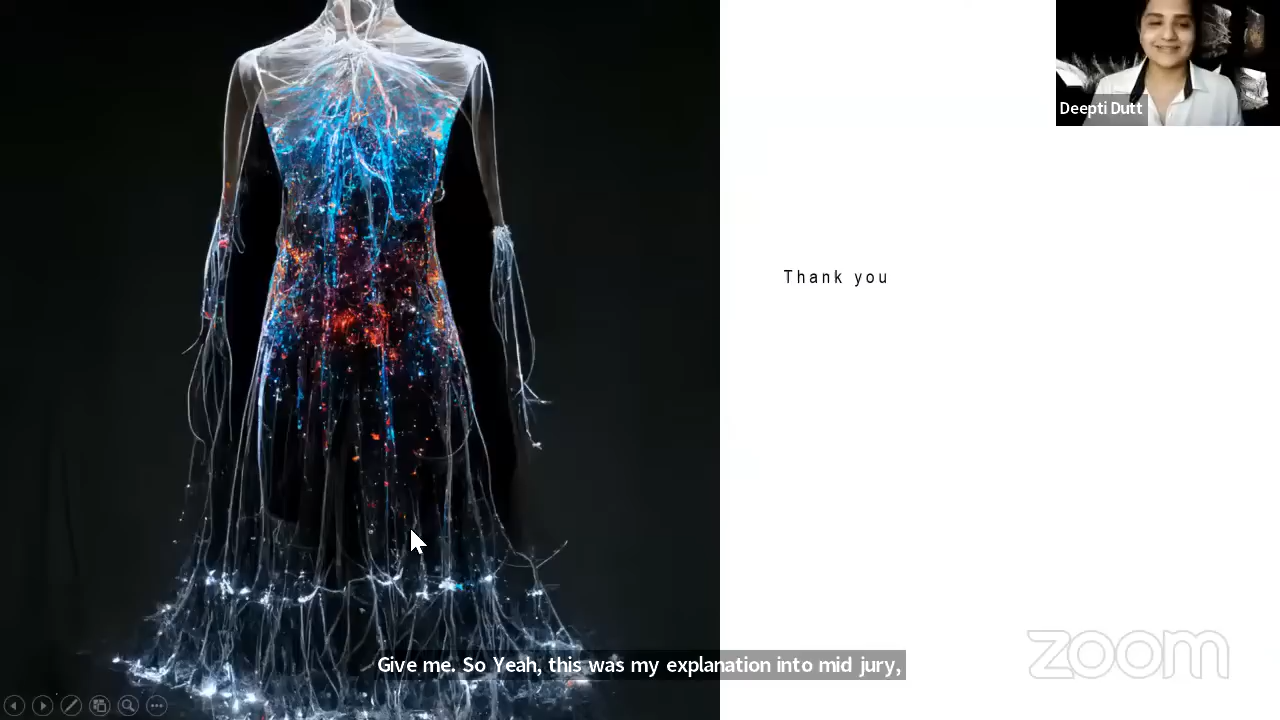 Deepti Dutt
Thank you
Give me. So Yeah, this was my explanation into mid jury,
zoom